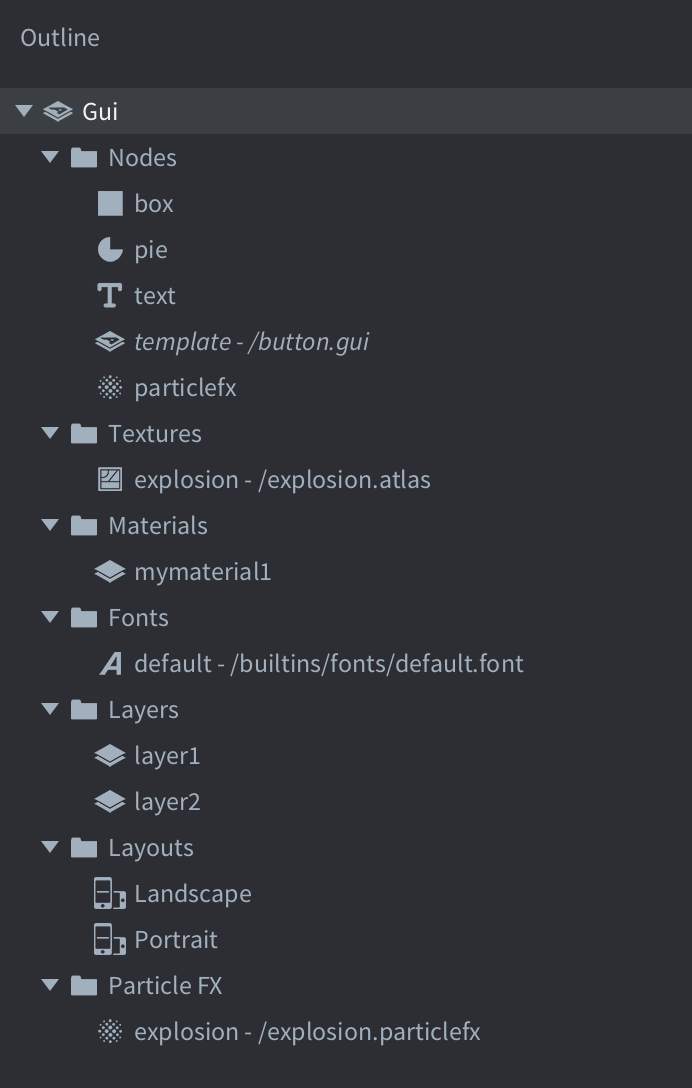 Outline
Gui
Nodes
box
pie
text
template - /button.gui
particlefx
Textures
explosion - /explosion.atlas
Materials
mymaterial1
Fonts
default - /builtins/fonts/default.font
Layers
layer1
layer2
Layouts
Landscape
Portrait
Particle FX
explosion - /explosion.particlefx